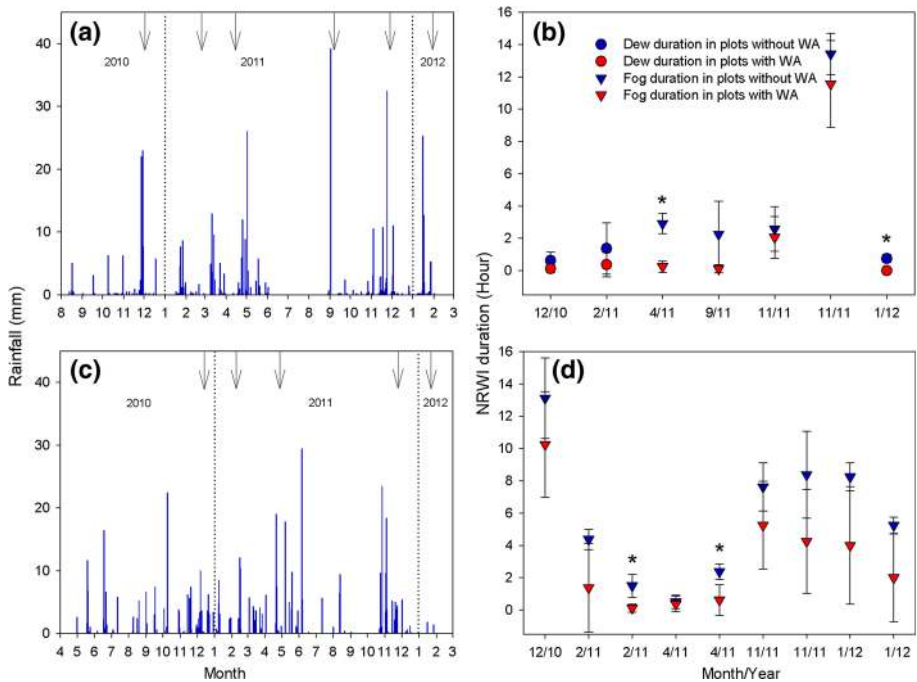 (a)
2010
2011
2012
40
30
20
10
0
8 9 10 11 12 1 2 3 4 5 6 7 8 9 10 11 12 1 2 3
(b)
Dew duration in plots without WA
Dew duration in plots with WA
Fog duration in plots without WA
Fog duration in plots with WA
16
14
12
10
8
6
4
2
0
*
*
12/10 2/11 4/11 9/11 11/11 11/11 1/12
Rainfall (mm)
NRWI duration (Hour)
(c)
2010
2011
2012
40
30
20
10
0
4 5 6 7 8 9 10 11 12 1 2 3 4 5 6 7 8 9 10 11 12 1 2 3
Month
(d)
16
14
12
10
8
6
4
2
0
*
*
12/10 2/11 2/11 4/11 4/11 11/11 11/11 1/12 1/12
Month/Year